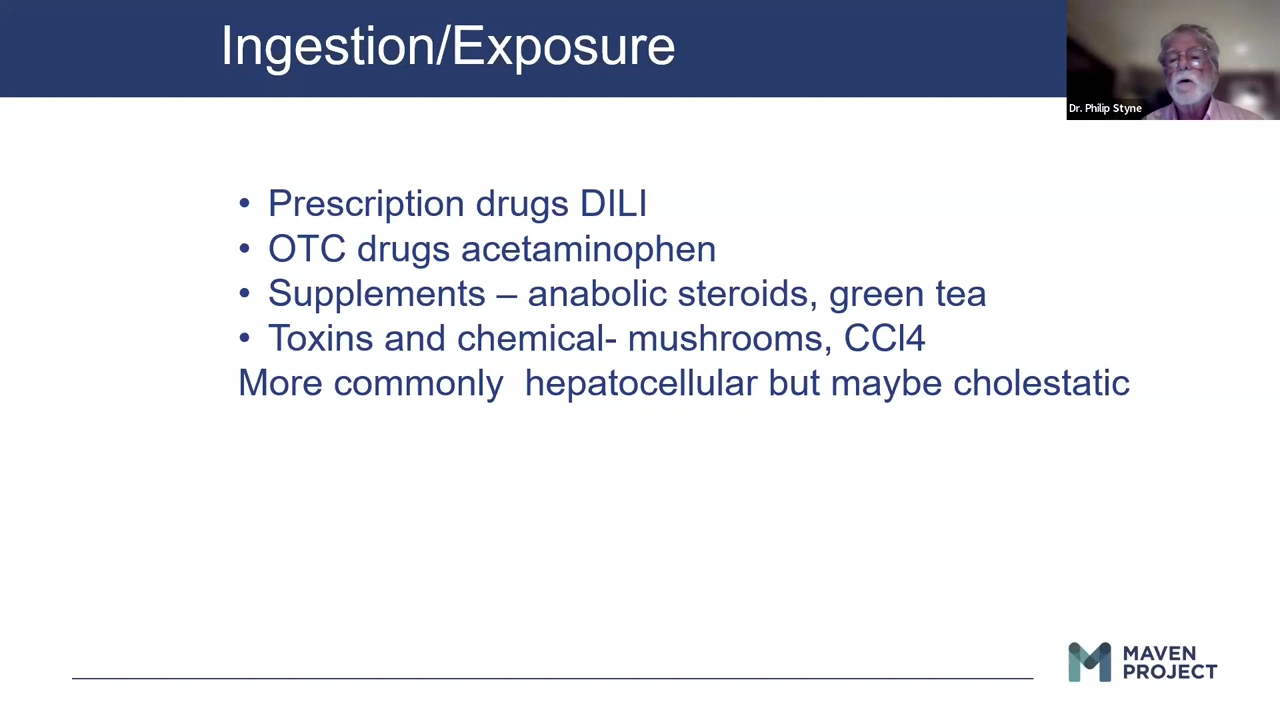 Ingestion/Exposure
Dr. Philip Styne
• Prescription drugs DILI
• OTC drugs acetaminophen
• Supplements – anabolic steroids, green tea
• Toxins and chemical- mushrooms, CCl4
More commonly  hepatocellular but maybe cholestatic
MAVEN
PROJECT